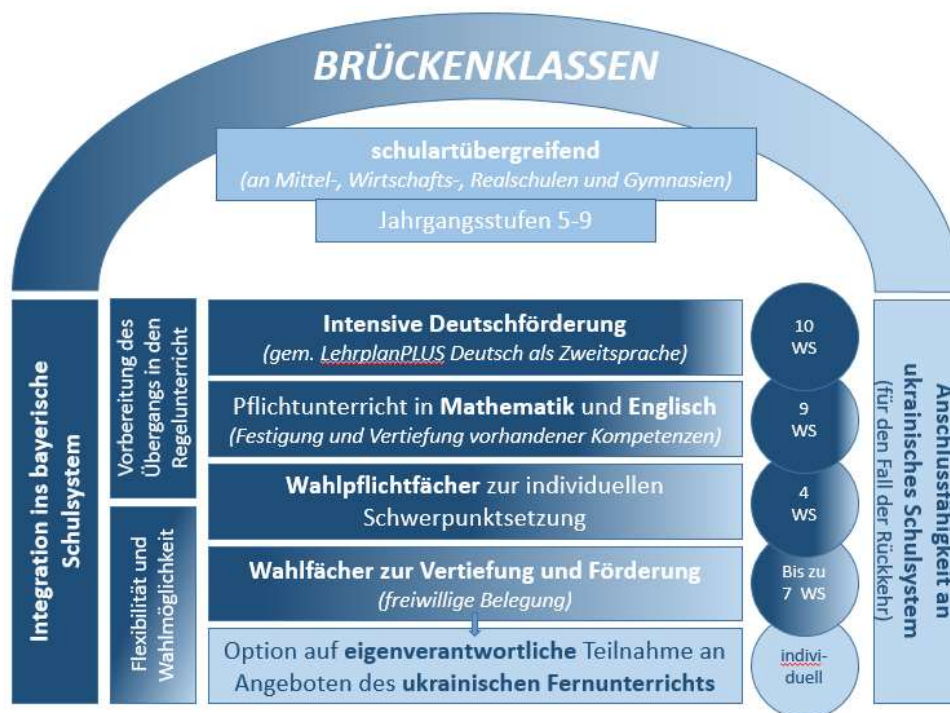 BRÜCKENKLASSEN
schulartübergreifend
(an Mittel-, Wirtschafts-, Realschulen und Gymnasien)
Jahrgangsstufen 5-9
Integration ins bayerische
Schulsystem
Vorbereitung des
Übergangs in den
Regelunterricht
Intensive Deutschförderung
(gem. LehrplanPLUS Deutsch als Zweitsprache)
10
WS
Pflichtunterricht in Mathematik und Englisch
(Festigung und Vertiefung vorhandener Kompetenzen)
9
WS
Wahlpflichtfächer zur individuellen
Schwerpunktsetzung
4
WS
Flexibilität und
Wahlmöglichkeit
Wahlfächer zur Vertiefung und Förderung
(freiwillige Belegung)
Bis zu
7 WS
Option auf eigenverantwortliche Teilnahme an
Angeboten des ukrainischen Fernunterrichts
indivi-
duell
Anschlussfähigkeit an
ukrainisches Schulsystem
(für den Fall der Rückkehr)